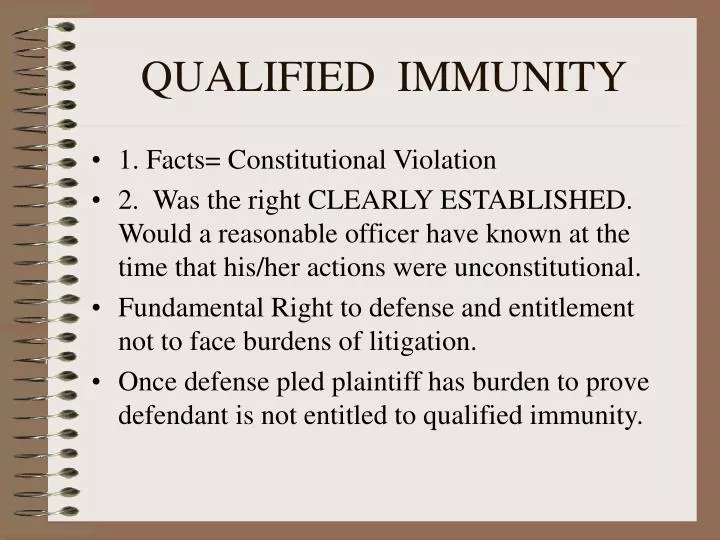 QUALIFIED IMMUNITY
• 1. Facts= Constitutional Violation
• 2. Was the right CLEARLY ESTABLISHED.
Would a reasonable officer have known at the
time that his/her actions were unconstitutional.
• Fundamental Right to defense and entitlement
not to face burdens of litigation.
• Once defense pled plaintiff has burden to prove
defendant is not entitled to qualified immunity.